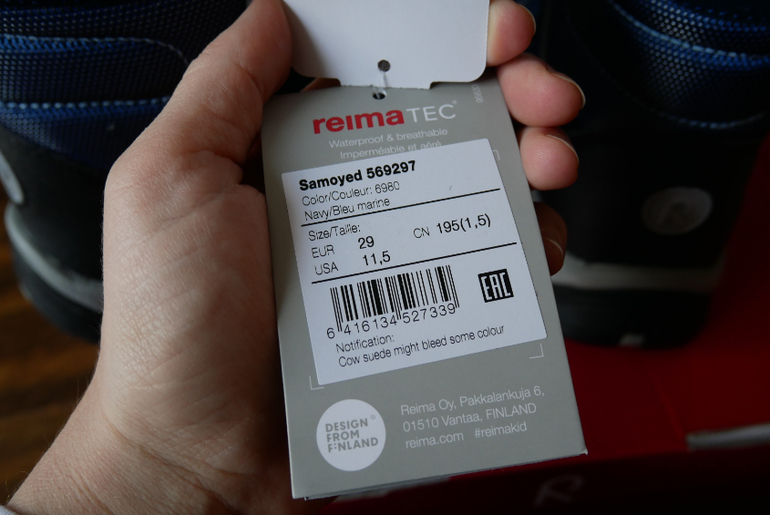 reima TEC®
Waterproof & breathable
Imperméable et aéré
Samoyed 569297
Color/Couleur: 6980
Navy/Bleu marine
Size/Taille:
EUR 29 CN 195(1,5)
USA 11,5
EAC
6 416134 527339
Notification:
Cow suede might bleed some colour
DESIGN
FROM
FINLAND
Reima Oy, Pakkalankuja 6,
01510 Vantaa, FINLAND
reima.com #reimakid